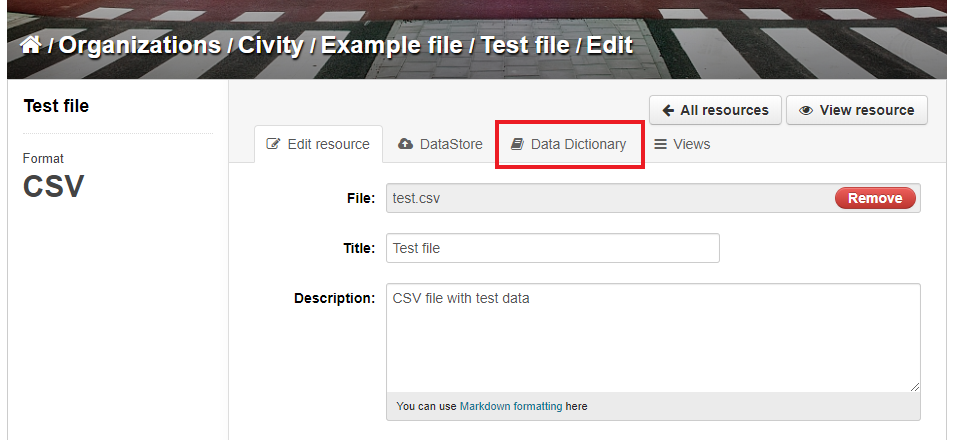 / Organizations / Civity / Example file / Test file / Edit
Test file
Format
CSV
All resources
View resource
Edit resource
DataStore
Data Dictionary
Views
File:
test.csv
Remove
Title:
Test file
Description:
CSV file with test data
You can use Markdown formatting here